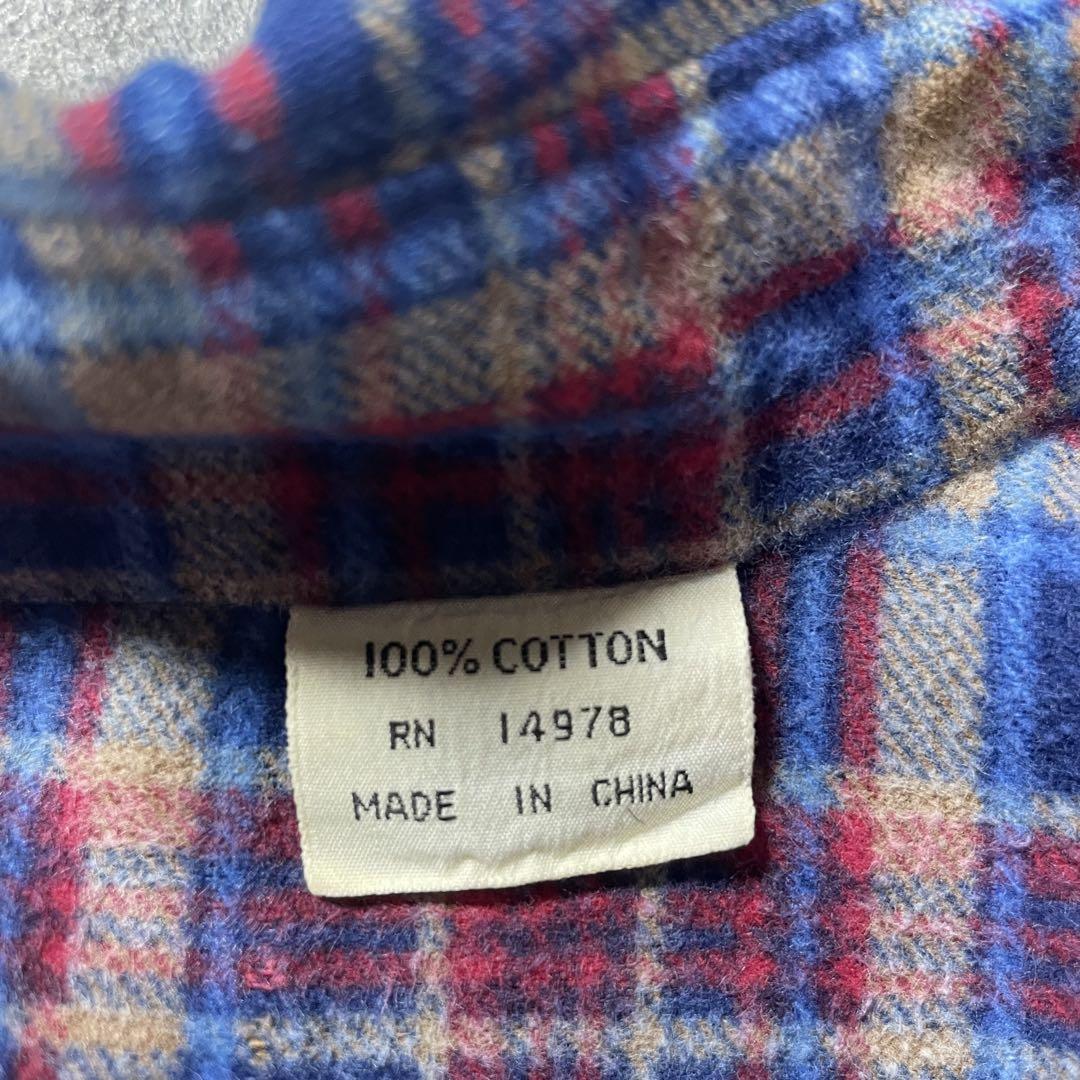 100% COTTON
RN 14978
MADE IN CHINA